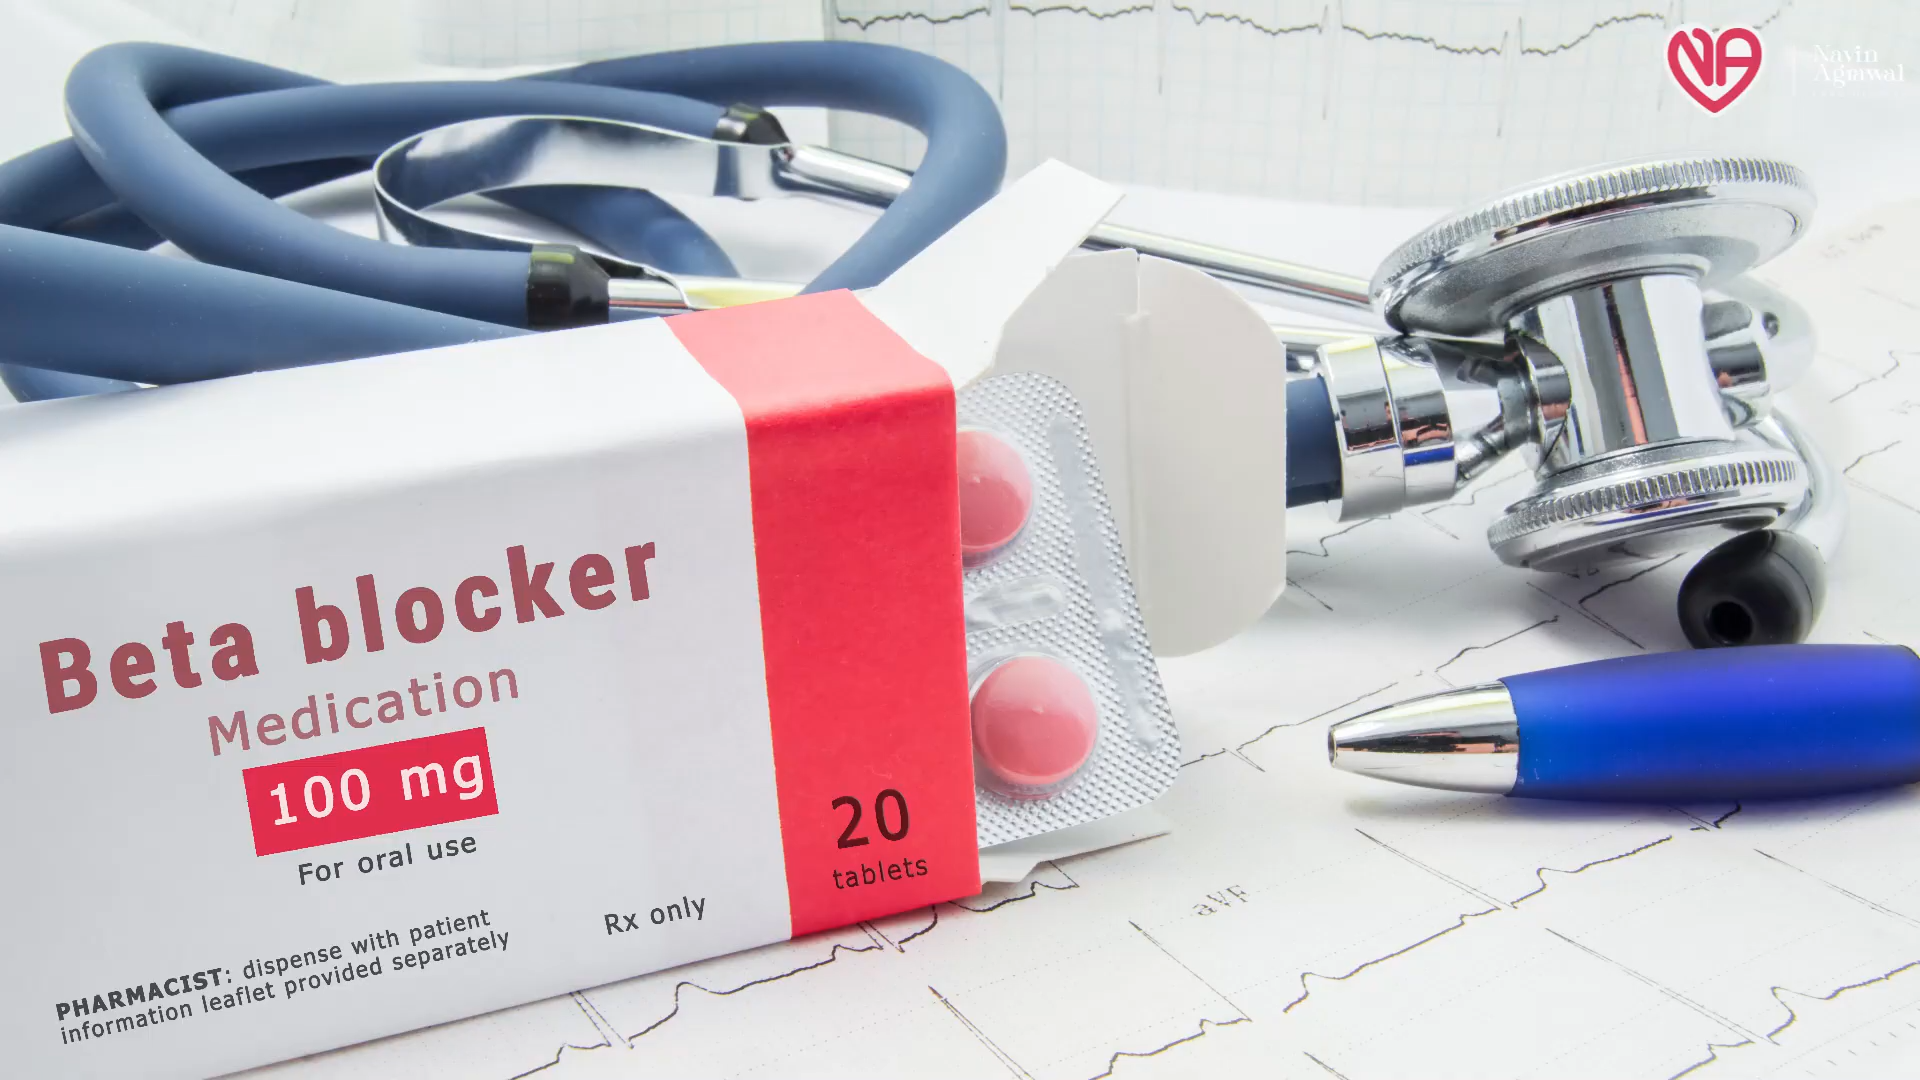 NA
Navin
Agrawal
Beta blocker
Medication
100 mg
For oral use
PHARMACIST: dispense with patient
information leaflet provided separately
Rx only
20
tablets
aVF